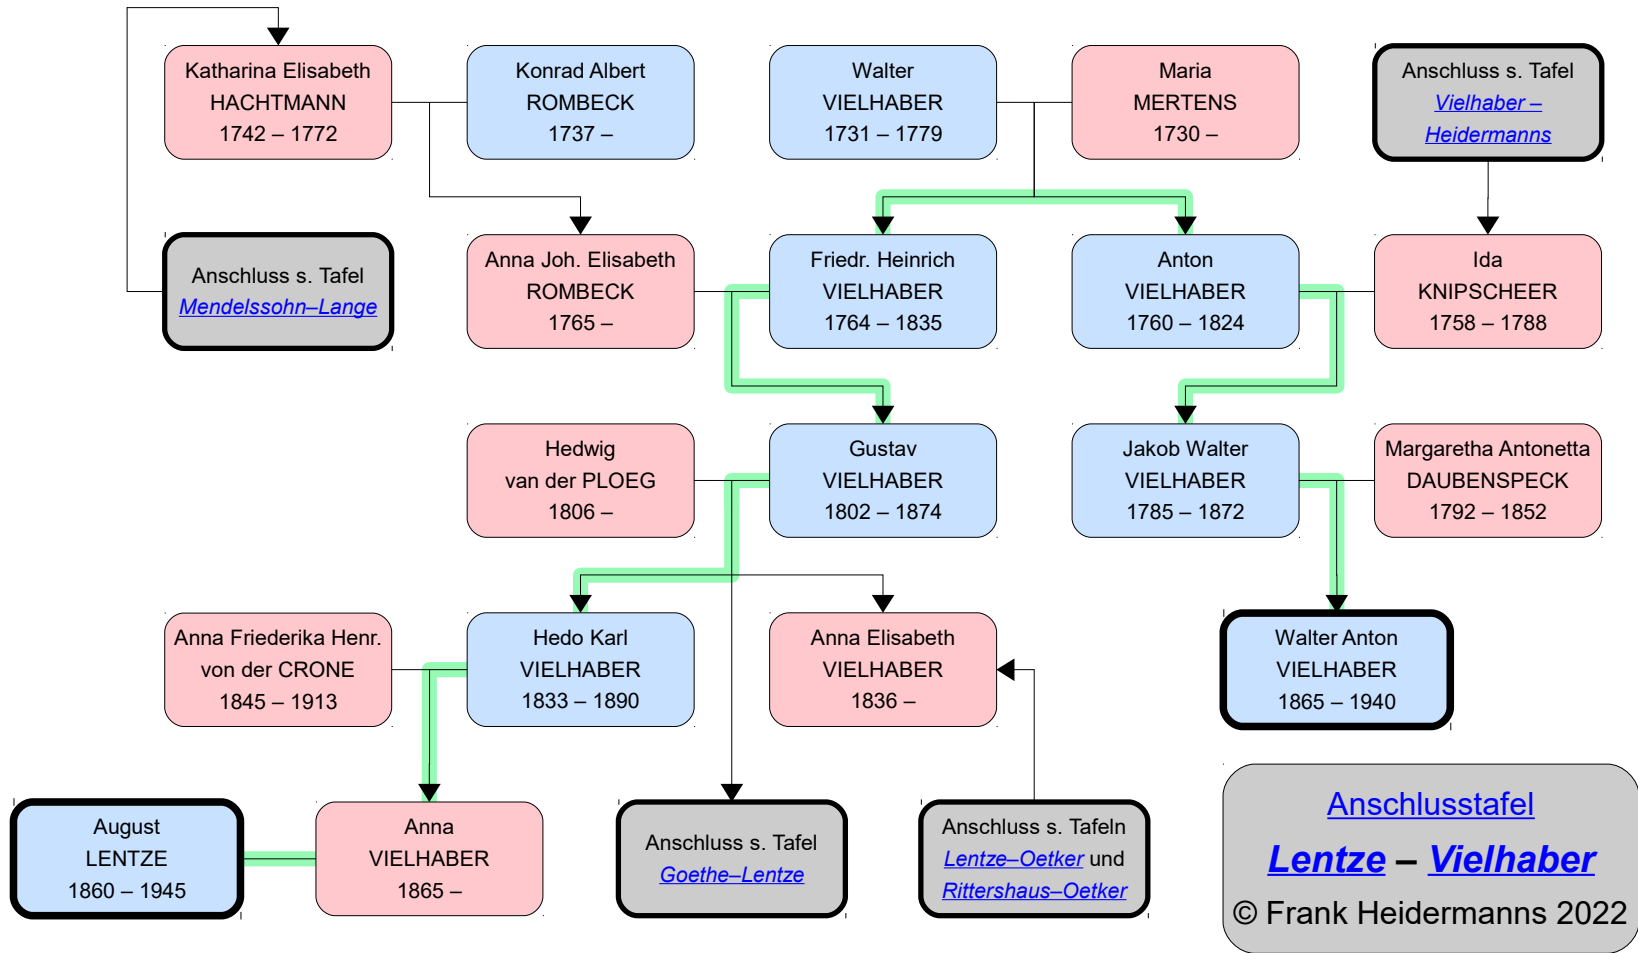 Katharina Elisabeth
HACHTMANN
1742 – 1772
Konrad Albert
ROMBECK
1737 –
Walter
VIELHABER
1731 – 1779
Maria
MERTENS
1730 –
Anschluss s. Tafel
Vielhaber –
Heidermanns
Anschluss s. Tafel
Mendelssohn–Lange
Anna Joh. Elisabeth
ROMBECK
1765 –
Friedr. Heinrich
VIELHABER
1764 – 1835
Anton
VIELHABER
1760 – 1824
Ida
KNIPSCHEER
1758 – 1788
Hedwig
van der PLOEG
1806 –
Gustav
VIELHABER
1802 – 1874
Jakob Walter
VIELHABER
1785 – 1872
Margaretha Antonetta
DAUBENSPECK
1792 – 1852
Anna Friederika Henr.
von der CRONE
1845 – 1913
Hedo Karl
VIELHABER
1833 – 1890
Anna Elisabeth
VIELHABER
1836 –
Walter Anton
VIELHABER
1865 – 1940
August
LENTZE
1860 – 1945
Anna
VIELHABER
1865 –
Anschluss s. Tafel
Goethe–Lentze
Anschluss s. Tafeln
Lentze–Oetker und
Rittershaus–Oetker
Anschlusstafel
Lentze – Vielhaber
© Frank Heidermanns 2022